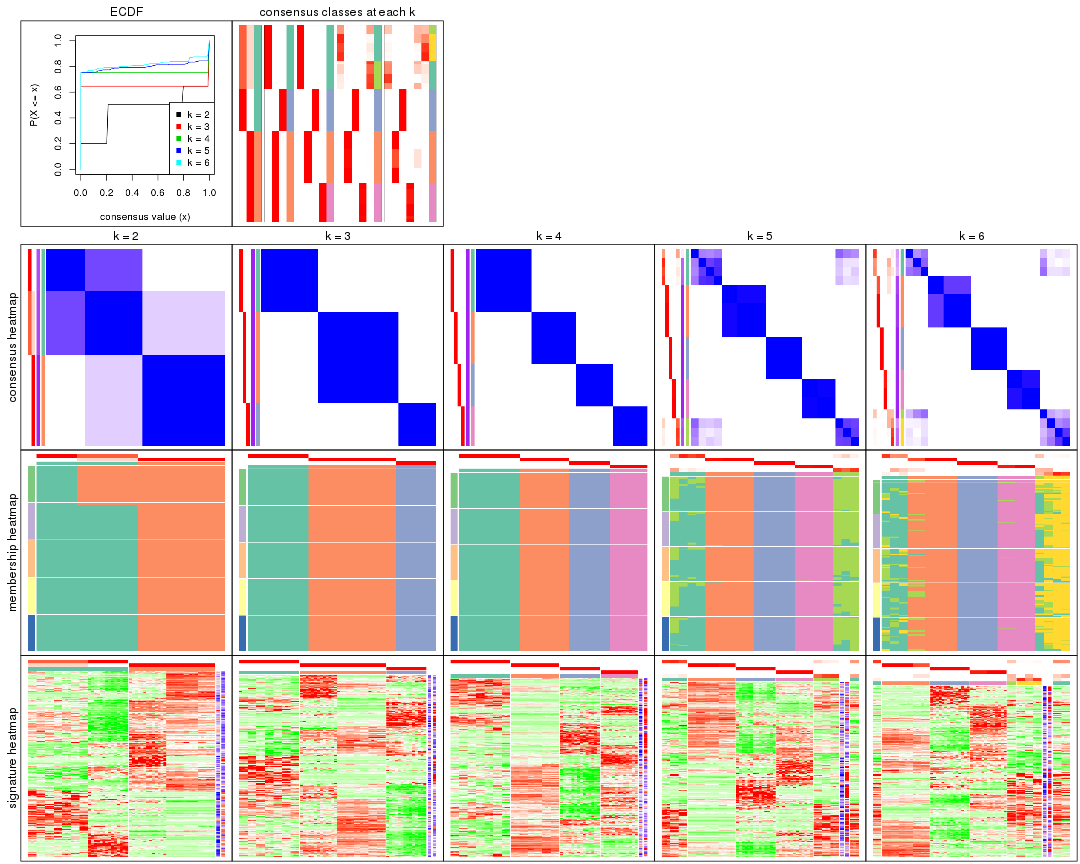 ECDF
consensus classes at each k
P(X <= x)
0.0 0.2 0.4 0.6 0.8 1.0
k = 2
k = 3
k = 4
k = 5
k = 6
0.0 0.2 0.4 0.6 0.8 1.0
consensus value (x)
k = 2
k = 3
k = 4
k = 5
k = 6
consensus heatmap
membership heatmap
signature heatmap